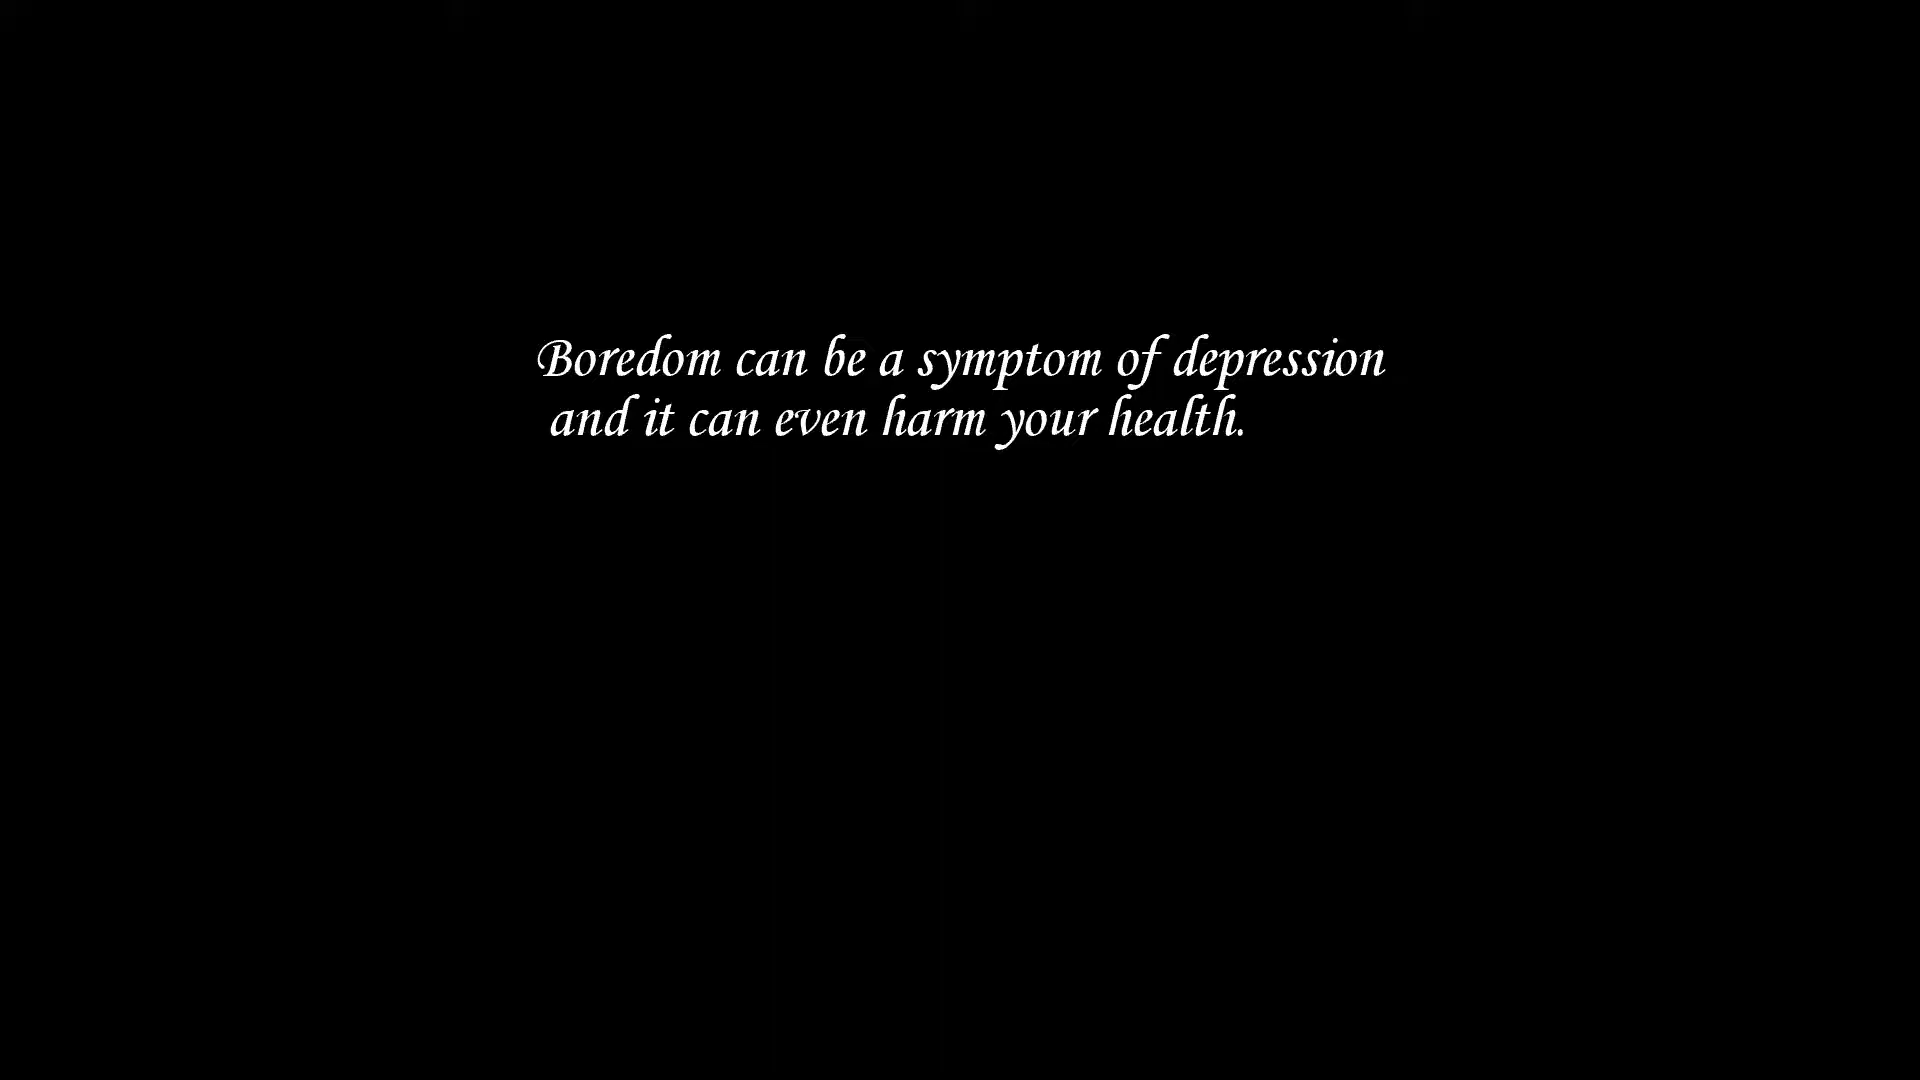 Boredom can be a symptom of depression
and it can even harm your health.